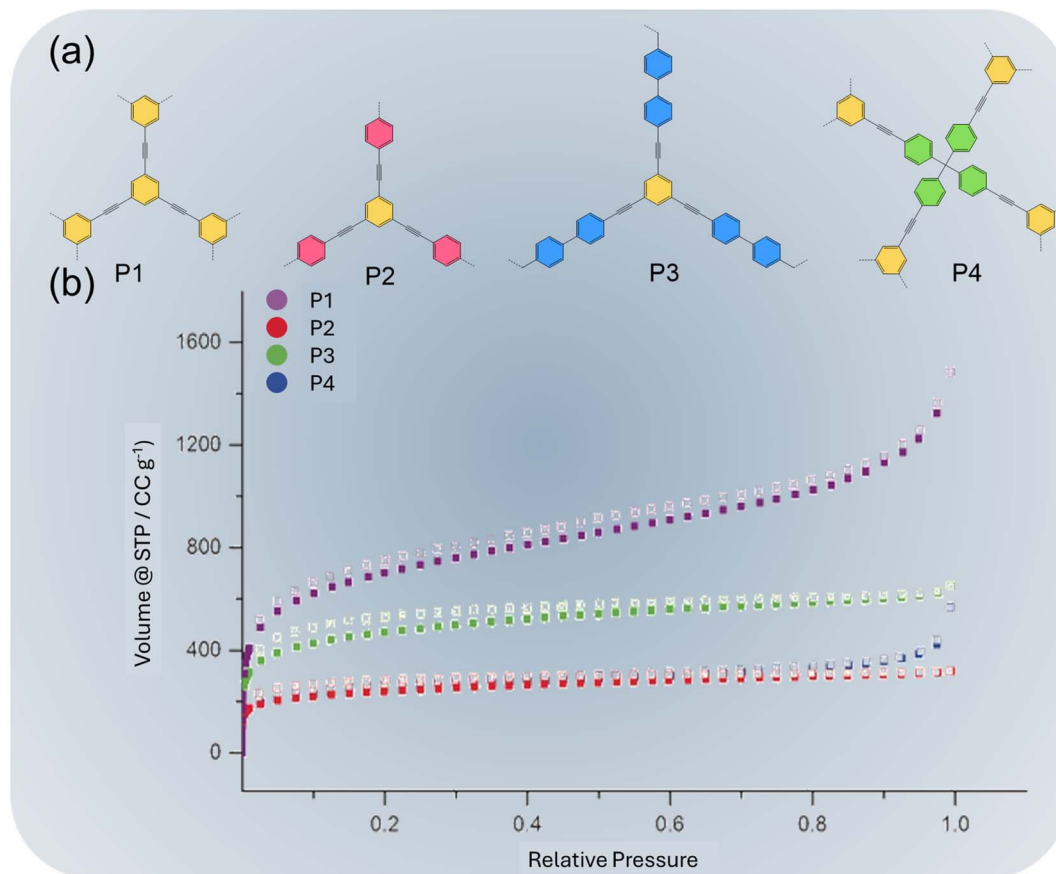 (a)
P1
P2
P3
P4
(b)
P1
P2
P3
P4
1600
1200
800
400
0
Volume @ STP / CC g⁻¹)
0.2
0.4
0.6
0.8
1.0
Relative Pressure